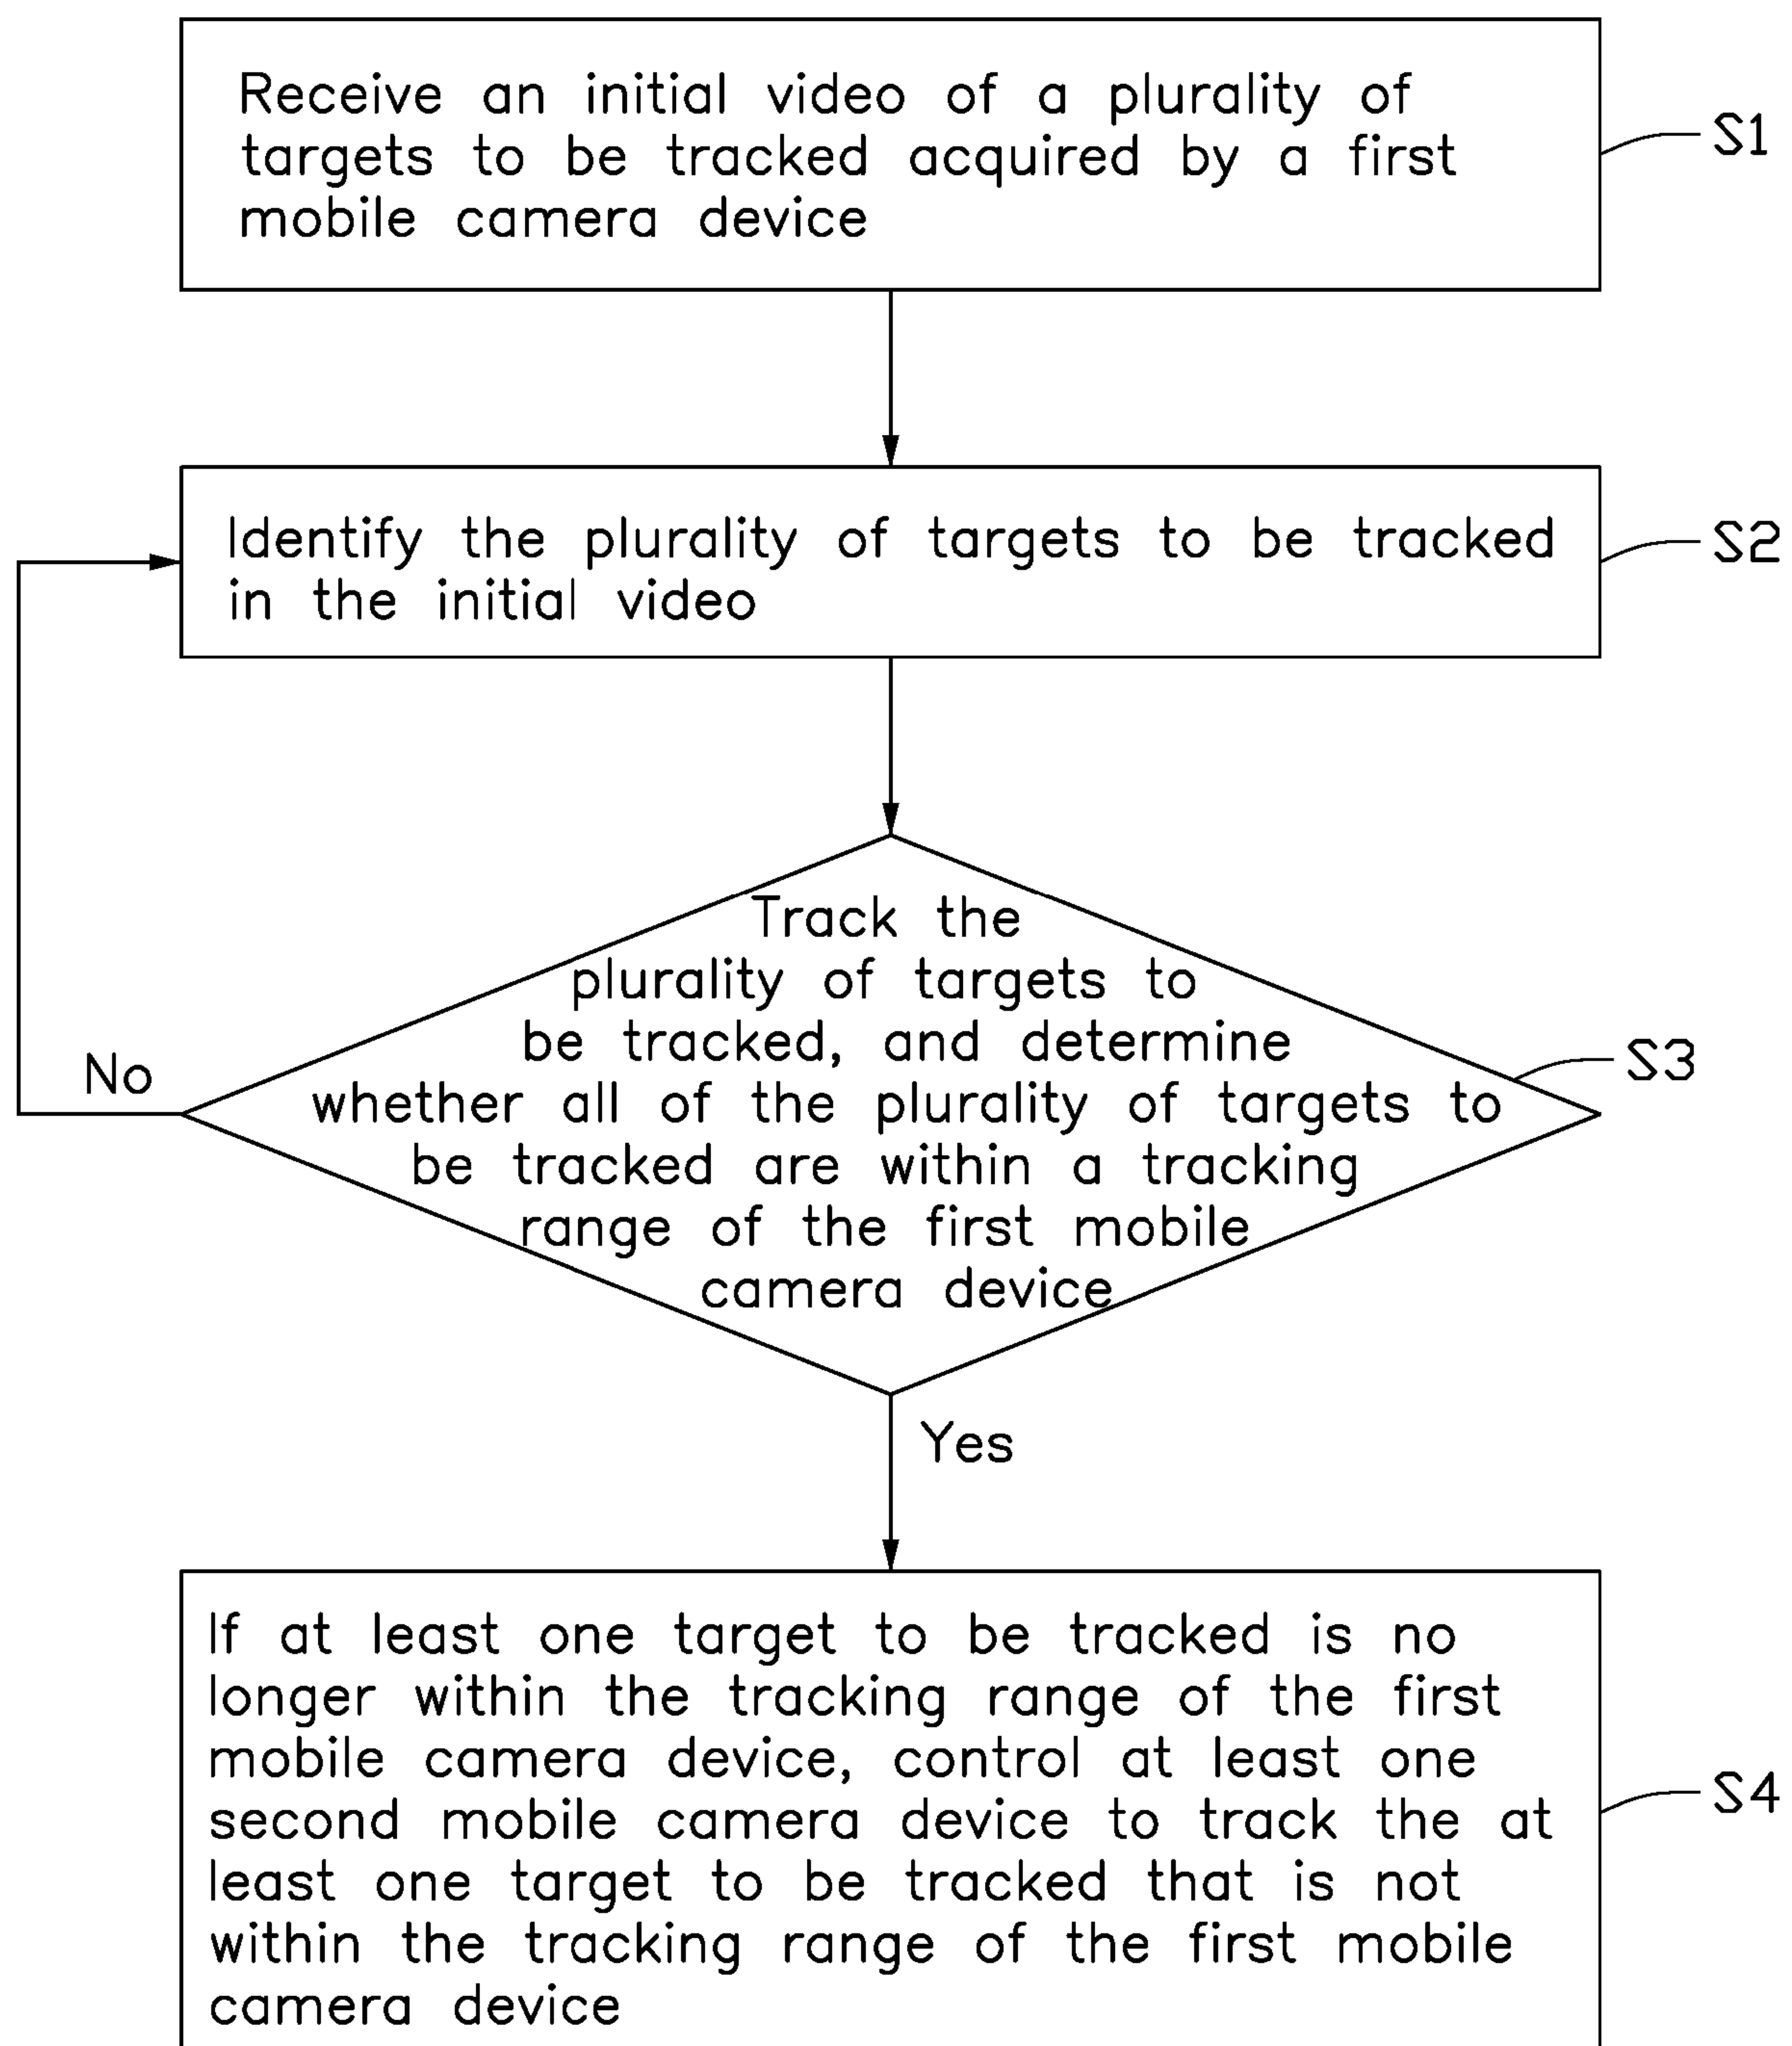 Receive an initial video of a plurality of
targets to be tracked acquired by a first
mobile camera device
S1
Identify the plurality of targets to be tracked
in the initial video
S2
Track the
plurality of targets to
be tracked, and determine
whether all of the plurality of targets to
be tracked are within a tracking
range of the first mobile
camera device
S3
No
Yes
If at least one target to be tracked is no
longer within the tracking range of the first
mobile camera device, control at least one
second mobile camera device to track the at
least one target to be tracked that is not
within the tracking range of the first mobile
camera device
S4